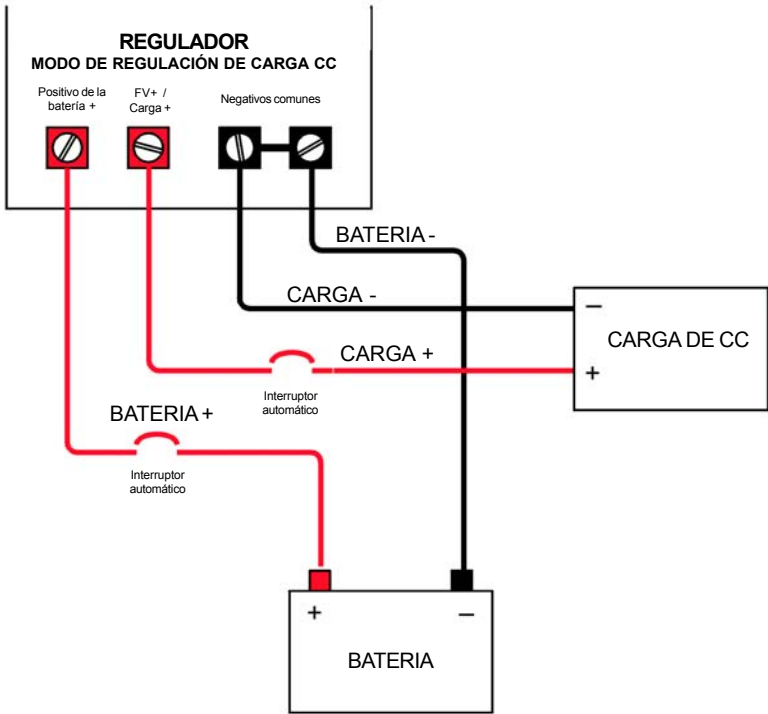 REGULADOR
MODO DE REGULACIÓN DE CARGA CC
Positivo de la
batería +
FV+ /
Carga +
Negativos comunes
BATERIA -
CARGA -
–
CARGA DE CC
CARGA +
+
Interruptor
automático
BATERIA +
Interruptor
automático
+
–
BATERIA